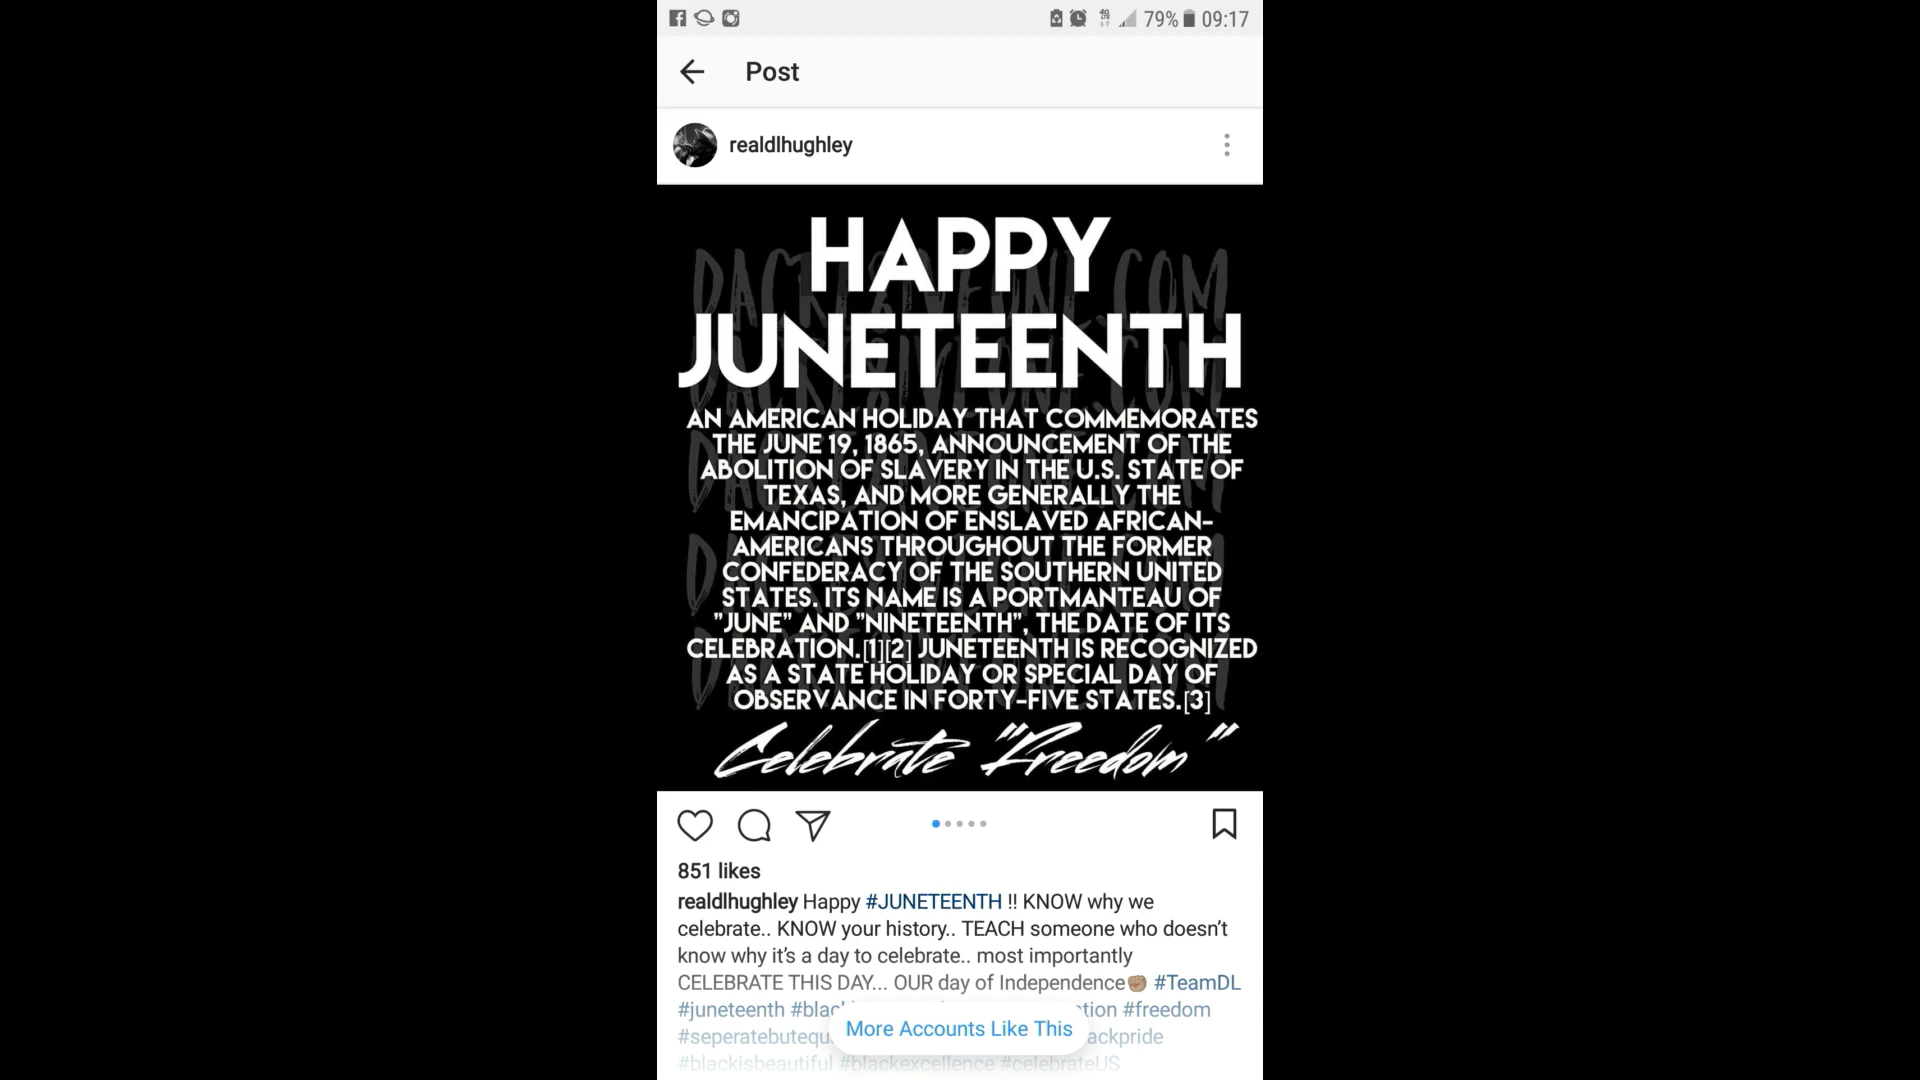 79% 09:17
Post
realdlhughley
HAPPY
JUNETEENTH
AN AMERICAN HOLIDAY THAT COMMEMORATES
THE JUNE 19, 1865, ANNOUNCEMENT OF THE
ABOLITION OF SLAVERY IN THE U.S. STATE OF
TEXAS, AND MORE GENERALLY THE
EMANCIPATION OF ENSLAVED AFRICAN-
AMERICANS THROUGHOUT THE FORMER
CONFEDERACY OF THE SOUTHERN UNITED
STATES. ITS NAME IS A PORTMANTEAU OF
"JUNE" AND "NINETEENTH", THE DATE OF ITS
CELEBRATION.[1][2] JUNETEENTH IS RECOGNIZED
AS A STATE HOLIDAY OR SPECIAL DAY OF
OBSERVANCE IN FORTY-FIVE STATES.[3]
Celebrate "Freedom"
851 likes
realdlhughley Happy #JUNETEENTH !! KNOW why we
celebrate.. KNOW your history.. TEACH someone who doesn't
know why it's a day to celebrate.. most importantly
CELEBRATE THIS DAY... OUR day of Independence✊🏽 #TeamDL
#juneteenth #freedom
More Accounts Like This
#blackisbeautiful #blackexcellence #celebrateUS